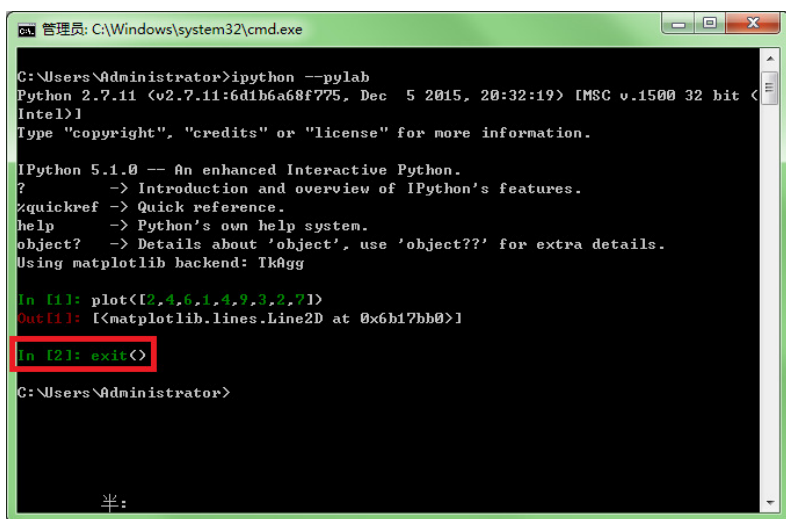 管理员: C:\Windows\system32\cmd.exe
C:\Users\Administrator>ipython --pylab
Python 2.7.11 (v2.7.11:6d1b6a68f775, Dec  5 2015, 20:32:19) [MSC v.1500 32 bit (
Intel)]
Type "copyright", "credits" or "license" for more information.
IPython 5.1.0 -- An enhanced Interactive Python.
?         -> Introduction and overview of IPython's features.
%quickref -> Quick reference.
help      -> Python's own help system.
object?   -> Details about 'object', use 'object??' for extra details.
Using matplotlib backend: TkAgg
In [1]: plot([2,4,6,1,4,9,3,2,7])
Out[1]: [<matplotlib.lines.Line2D at 0x6b17bb0>]
In [2]: exit()
C:\Users\Administrator>
半: